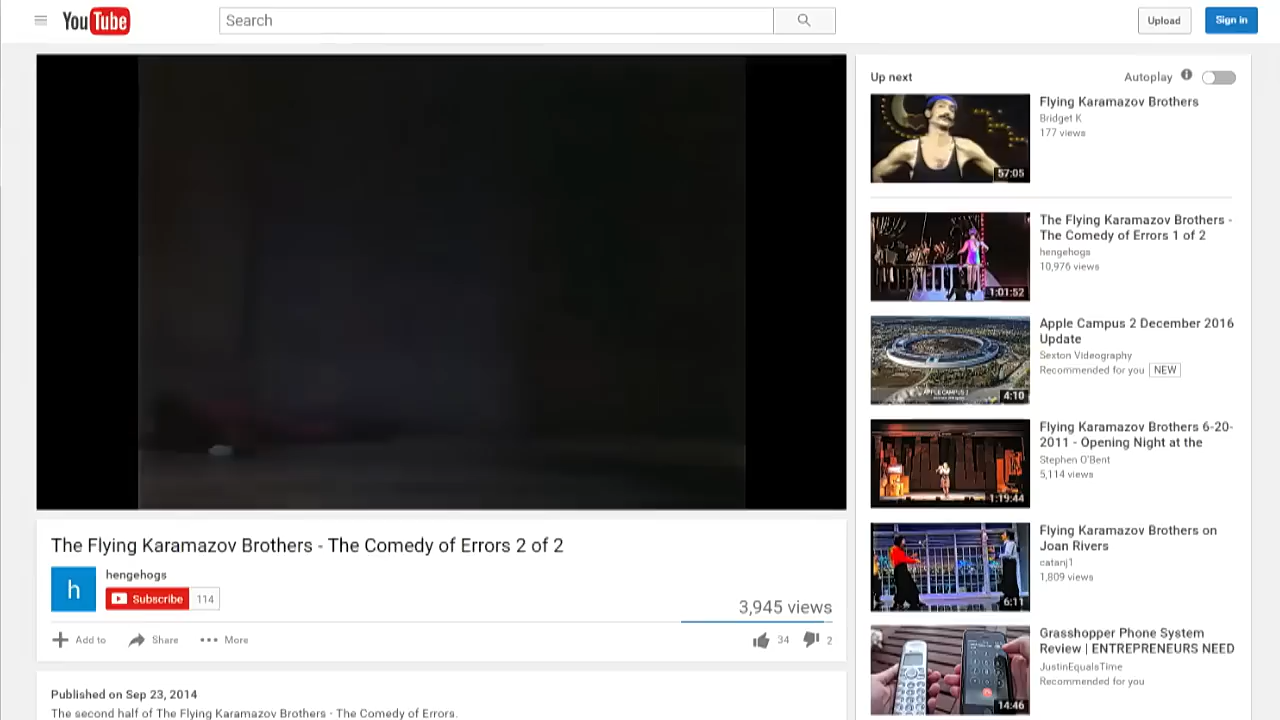 YouTube
Search
Upload
Sign in
Up next
Autoplay
57:05
Flying Karamazov Brothers
Bridget K
177 views
1:01:52
The Flying Karamazov Brothers -
The Comedy of Errors 1 of 2
hengehogs
10,976 views
APPLE CAMPUS 2
4:10
Apple Campus 2 December 2016
Update
Sexton Videography
Recommended for you NEW
1:19:44
Flying Karamazov Brothers 6-20-
2011 - Opening Night at the
Stephen O'Bent
5,114 views
6:11
Flying Karamazov Brothers on
Joan Rivers
catanj1
1,809 views
14:46
Grasshopper Phone System
Review | ENTREPRENEURS NEED
JustinEqualsTime
Recommended for you
The Flying Karamazov Brothers - The Comedy of Errors 2 of 2
h
hengehogs
Subscribe 114
3,945 views
Add to Share More
34 2
Published on Sep 23, 2014
The second half of The Flying Karamazov Brothers - The Comedy of Errors.